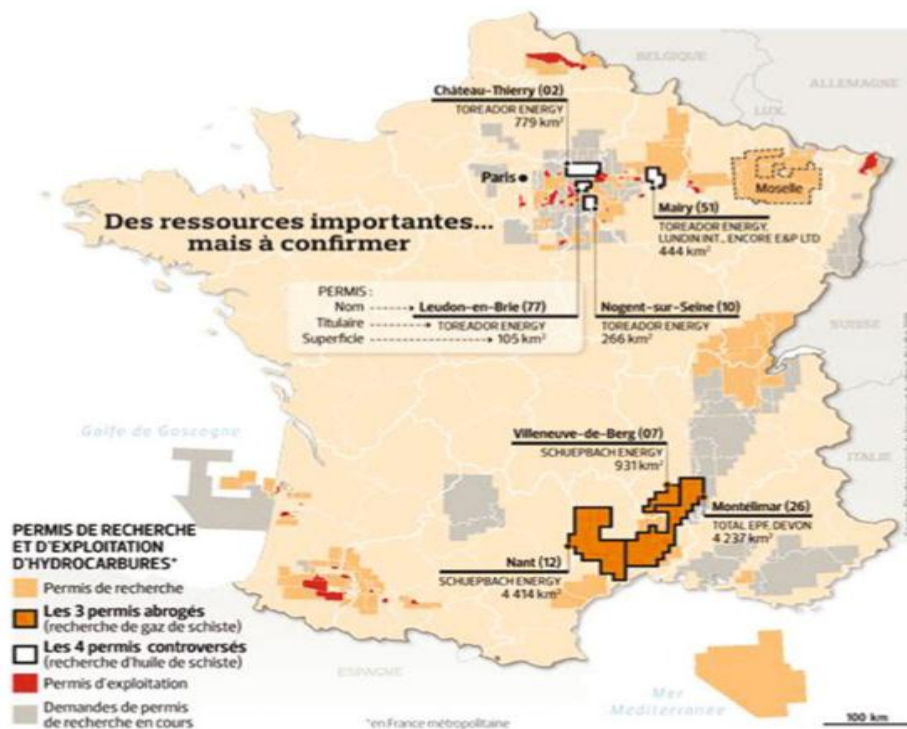 BELGIQUE
ALLEMAGNE
LUX.
Château-Thierry (02)
TOREADOR ENERGY
779 km²
Paris
Moselle
Des ressources importantes...
mais à confirmer
Mairy (51)
TOREADOR ENERGY,
LUNDIN INT., ENCORE E&P LTD
444 km²
PERMIS :
Nom
Leudon-en-Brie (77)
Titulaire
TOREADOR ENERGY
Superficie
105 km²
Nogent-sur-Seine (10)
TOREADOR ENERGY
266 km²
SUISSE
Golfe de Gascogne
Villeneuve-de-Berg (07)
SCHUEPBACH ENERGY
931 km²
ITALIE
Montélimar (26)
TOTAL EPF, DEVON
4 237 km²
Nant (12)
SCHUEPBACH ENERGY
4 414 km²
PERMIS DE RECHERCHE
ET D'EXPLOITATION
D'HYDROCARBURES*
Permis de recherche
Les 3 permis abrogés
(recherche de gaz de schiste)
Les 4 permis controversés
(recherche d'huile de schiste)
Permis d'exploitation
Demandes de permis
de recherche en cours
ESPAGNE
Mer
Méditerranée
*en France métropolitaine
100 km